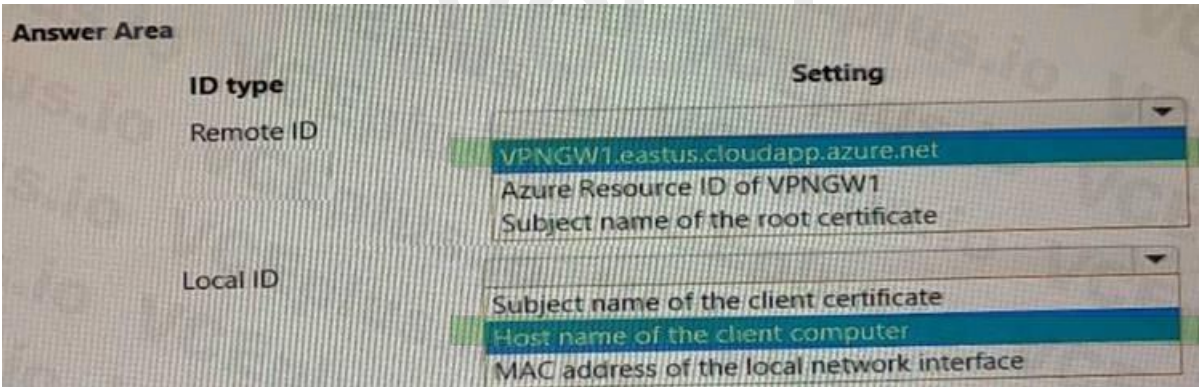 Answer Area
ID type Setting
Remote ID
VPNGW1.eastus.cloudapp.azure.net
Azure Resource ID of VPNGW1
Subject name of the root certificate
Local ID
Subject name of the client certificate
Host name of the client computer
MAC address of the local network interface